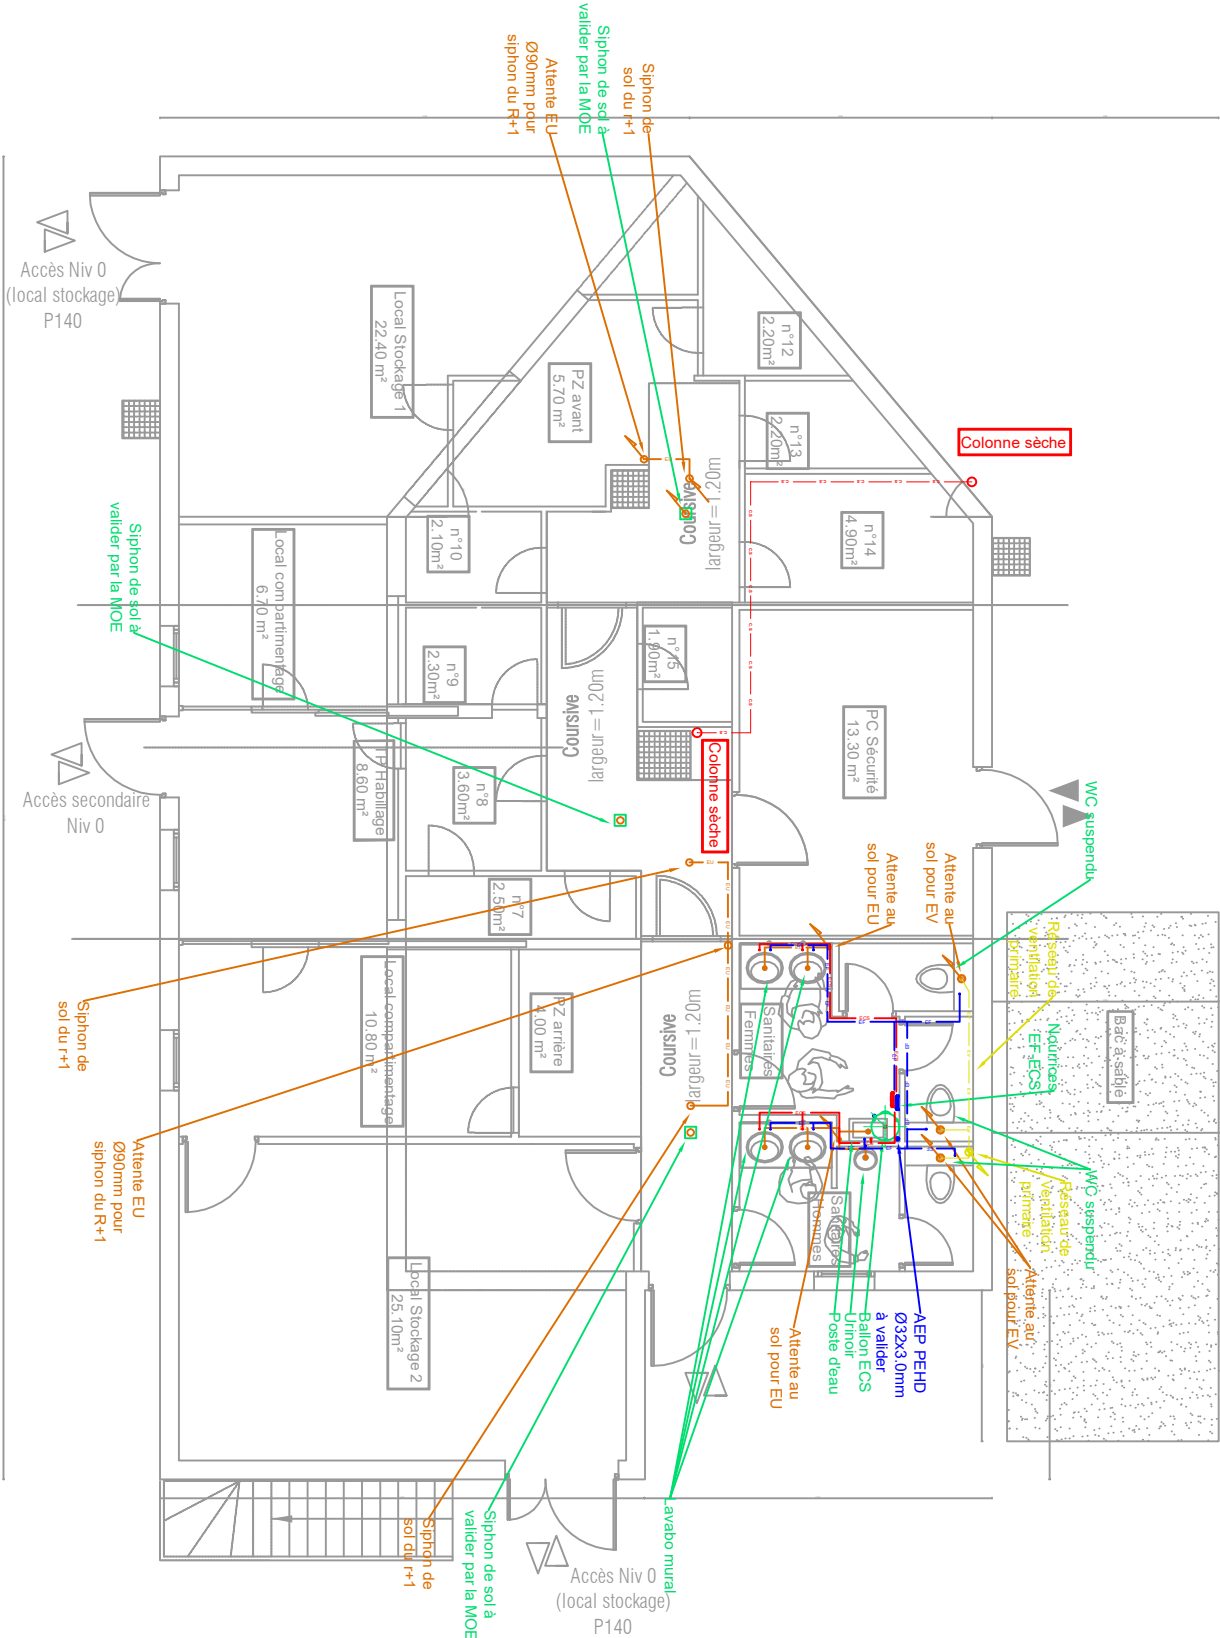 Siphon de sol à
valider par la MOE
Siphon de
sol du r+1
Attente EU
Ø90mm pour
siphon du R+1
Accès Niv 0
(local stockage)
P140
Local Stockage 1
22.40 m²
PZ avant
5.70 m²
n°12
2.20m²
n°13
2.20m²
Colonne sèche
Coursive
largeur=1.20m
n°14
4.90m²
n°10
2.10m²
Siphon de sol à
valider par la MOE
Local compartimentage
6.70 m²
n°9
2.30m²
n°15
1.90m²
Coursive
largeur=1.20m
PC Sécurité
13.30 m²
Colonne sèche
TP Habillage
8.60 m²
n°8
3.60m²
Accès secondaire
Niv 0
WC suspendu
Attente au
sol pour EV
Attente au
sol pour EU
n°7
2.50m²
EU
EU
EU
Réseau de
ventilation
primaire
Nourrices
EF-ECS
Bac à sable
Siphon de
sol du r+1
Local compartimentage
10.80 m²
PZ arrière
4.00 m²
Coursive
largeur=1.20m
Sanitaires
Femmes
ECS
EF
Attente EU
Ø90mm pour
siphon du R+1
Sanitaires
Hommes
WC suspendu
Réseau de
ventilation
primaire
Attente au
sol pour EV
AEP PEHD
Ø32x3.0mm
à valider
Ballon ECS
Urinoir
Poste d'eau
Attente au
sol pour EU
Local Stockage 2
25.10m²
Siphon de
sol du r+1
Siphon de sol à
valider par la MOE
Lavabo mural
Accès Niv 0
(local stockage)
P140